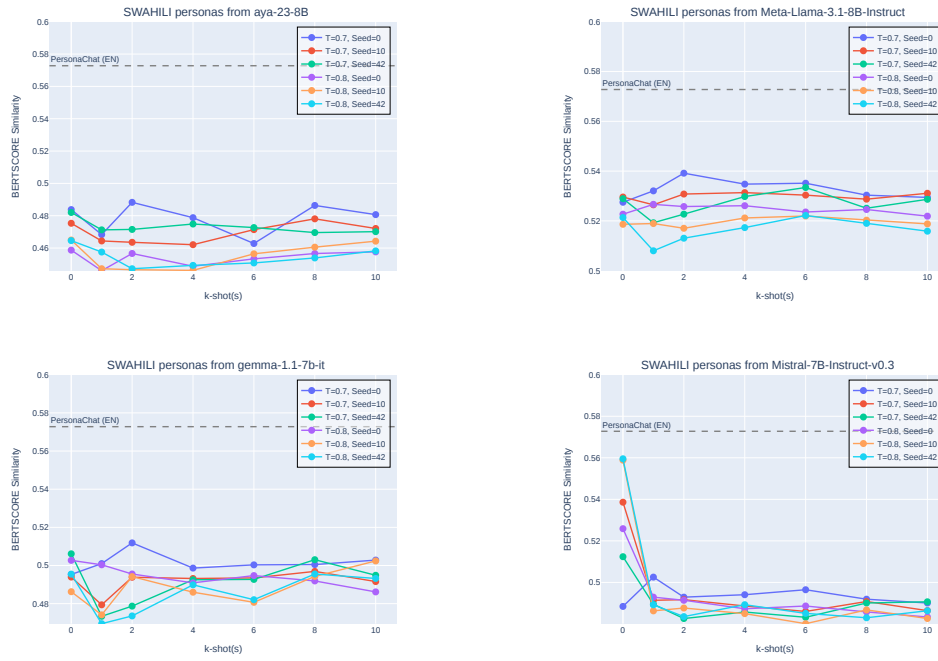 SWAHILI personas from aya-23-8B
0.6
0.58
0.56
0.54
0.52
0.5
0.48
0.46
PersonaChat (EN)
T=0.7, Seed=0
T=0.7, Seed=10
T=0.7, Seed=42
T=0.8, Seed=0
T=0.8, Seed=10
T=0.8, Seed=42
BERTSCORE Similarity
0 2 4 6 8 10
k-shot(s)
SWAHILI personas from Meta-Llama-3.1-8B-Instruct
0.6
0.58
0.56
0.54
0.52
0.5
PersonaChat (EN)
T=0.7, Seed=0
T=0.7, Seed=10
T=0.7, Seed=42
T=0.8, Seed=0
T=0.8, Seed=10
T=0.8, Seed=42
BERTSCORE Similarity
0 2 4 6 8 10
k-shot(s)
SWAHILI personas from gemma-1.1-7b-it
0.6
0.58
0.56
0.54
0.52
0.5
0.48
PersonaChat (EN)
T=0.7, Seed=0
T=0.7, Seed=10
T=0.7, Seed=42
T=0.8, Seed=0
T=0.8, Seed=10
T=0.8, Seed=42
BERTSCORE Similarity
0 2 4 6 8 10
k-shot(s)
SWAHILI personas from Mistral-7B-Instruct-v0.3
0.6
0.58
0.56
0.54
0.52
0.5
PersonaChat (EN)
T=0.7, Seed=0
T=0.7, Seed=10
T=0.7, Seed=42
T=0.8, Seed=0
T=0.8, Seed=10
T=0.8, Seed=42
BERTSCORE Similarity
0 2 4 6 8 10
k-shot(s)